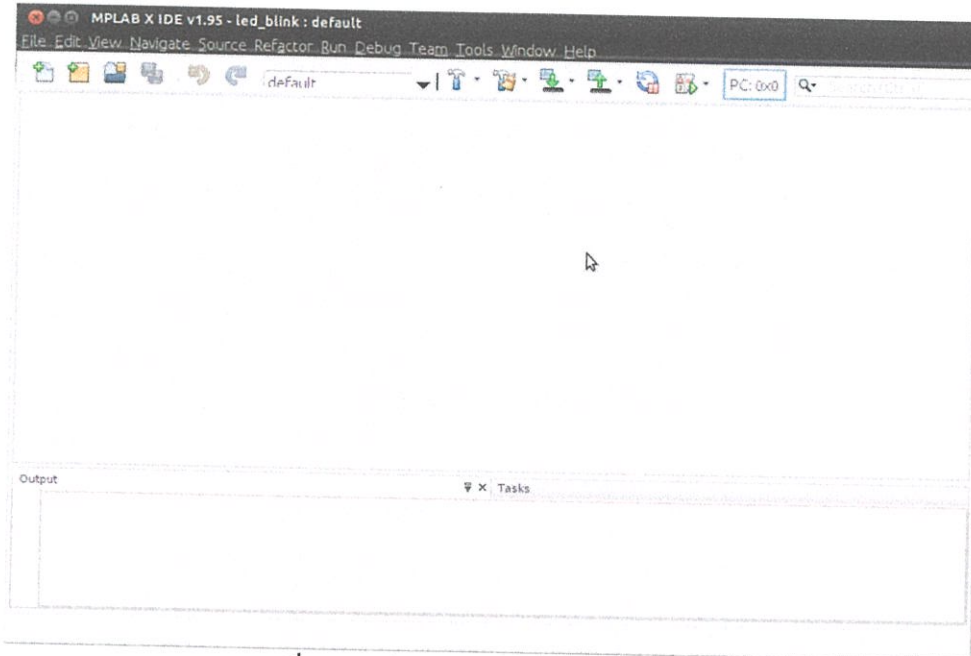 MPLAB X IDE v1.95 - led_blink : default
File Edit View Navigate Source Refactor Run Debug Team Tools Window Help
default
PC: 0x0
Output
Tasks